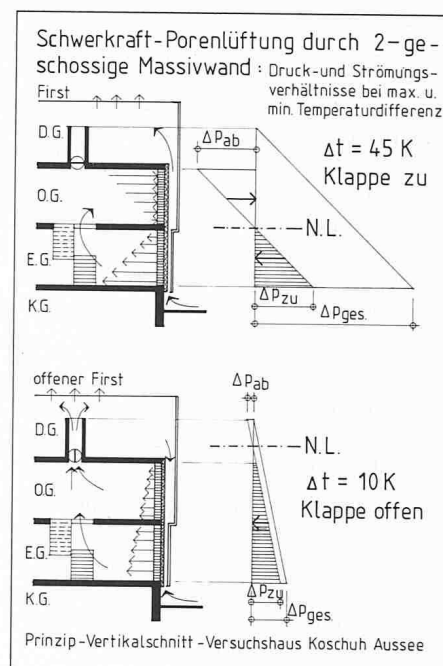 Schwerkraft-Porenlüftung durch 2-ge-
schossige Massivwand : Druck-und Strömungs-
verhältnisse bei max. u.
min. Temperaturdifferenz
First
D.G.
O.G.
E.G.
K.G.
Δpab
Δt = 45 K
Klappe zu
N.L.
Δpzu
Δpges.
offener First
D.G.
O.G.
E.G.
K.G.
Δpab
N.L.
Δt = 10 K
Klappe offen
Δpzu
Δpges.
Prinzip-Vertikalschnitt-Versuchshaus Koschuh Aussee